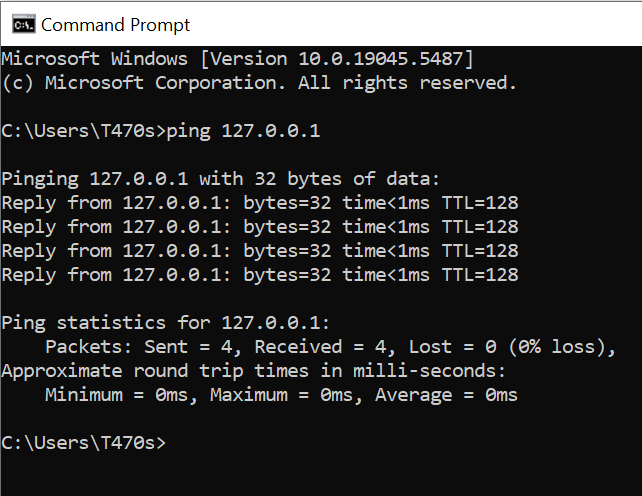 Command Prompt
Microsoft Windows [Version 10.0.19045.5487]
(c) Microsoft Corporation. All rights reserved.
C:\Users\T470s>ping 127.0.0.1
Pinging 127.0.0.1 with 32 bytes of data:
Reply from 127.0.0.1: bytes=32 time<1ms TTL=128
Reply from 127.0.0.1: bytes=32 time<1ms TTL=128
Reply from 127.0.0.1: bytes=32 time<1ms TTL=128
Reply from 127.0.0.1: bytes=32 time<1ms TTL=128
Ping statistics for 127.0.0.1:
    Packets: Sent = 4, Received = 4, Lost = 0 (0% loss),
Approximate round trip times in milli-seconds:
    Minimum = 0ms, Maximum = 0ms, Average = 0ms
C:\Users\T470s>